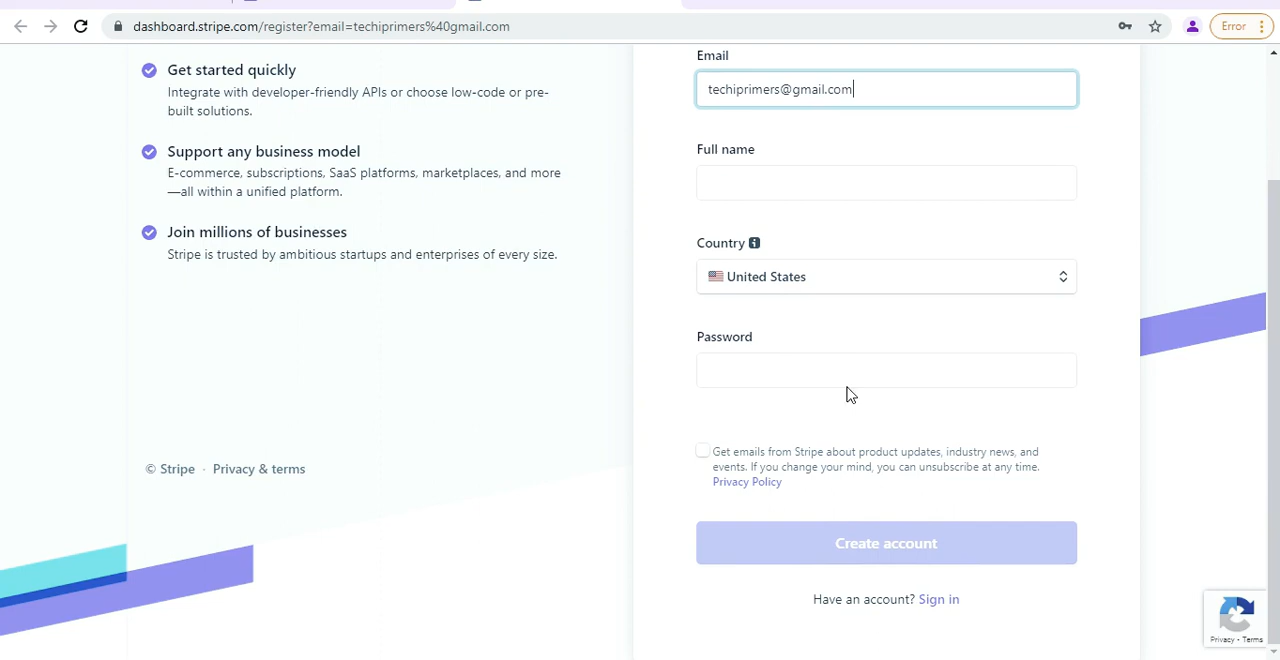 dashboard.stripe.com/register?email=techiprimers%40gmail.com
Error
Get started quickly
Integrate with developer-friendly APIs or choose low-code or pre-
built solutions.
Support any business model
E-commerce, subscriptions, SaaS platforms, marketplaces, and more
—all within a unified platform.
Join millions of businesses
Stripe is trusted by ambitious startups and enterprises of every size.
© Stripe · Privacy & terms
Email
techiprimers@gmail.com
Full name
Country
United States
Password
Get emails from Stripe about product updates, industry news, and
events. If you change your mind, you can unsubscribe at any time.
Privacy Policy
Create account
Have an account? Sign in
Privacy - Terms